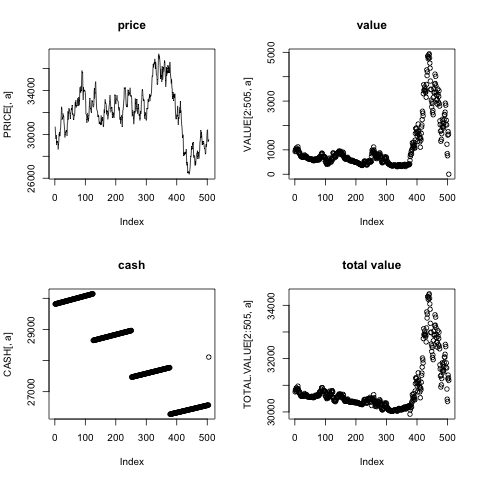 price
PRICE[, a]
26000 30000 34000
0 100 200 300 400 500
Index
value
VALUE[2:505, a]
0 1000 3000 5000
0 100 200 300 400 500
Index
cash
CASH[, a]
27000 29000
0 100 200 300 400 500
Index
total value
TOTAL.VALUE[2:505, a]
30000 32000 34000
0 100 200 300 400 500
Index